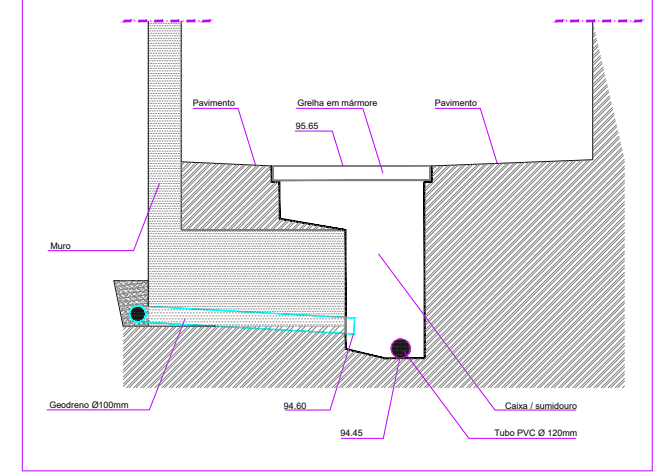 Pavimento
Grelha em mármore
Pavimento
95.65
Muro
Geodreno Ø100mm
94.60
Caixa / sumidouro
94.45
Tubo PVC Ø 120mm